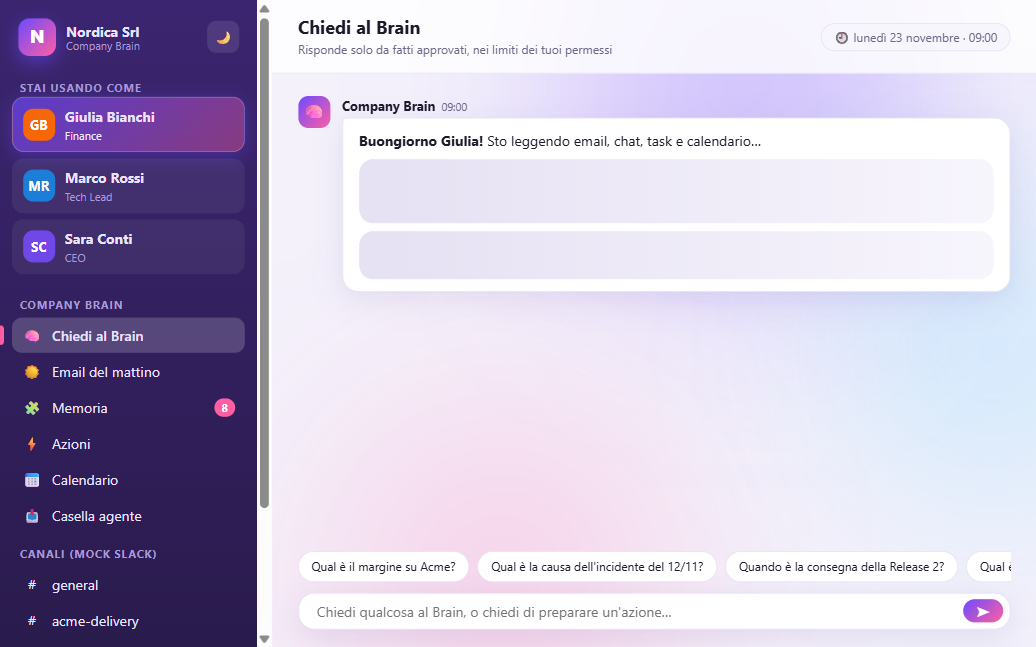 N
Nordica Srl
Company Brain
STAI USANDO COME
GB
Giulia Bianchi
Finance
MR
Marco Rossi
Tech Lead
SC
Sara Conti
CEO
COMPANY BRAIN
Chiedi al Brain
Email del mattino
Memoria 8
Azioni
Calendario
Casella agente
CANALI (MOCK SLACK)
# general
# acme-delivery
Chiedi al Brain
Risponde solo da fatti approvati, nei limiti dei tuoi permessi
lunedì 23 novembre · 09:00
Company Brain 09:00
Buongiorno Giulia! Sto leggendo email, chat, task e calendario...
Qual è il margine su Acme? Qual è la causa dell'incidente del 12/11? Quando è la consegna della Release 2? Qual
Chiedi qualcosa al Brain, o chiedi di preparare un'azione...